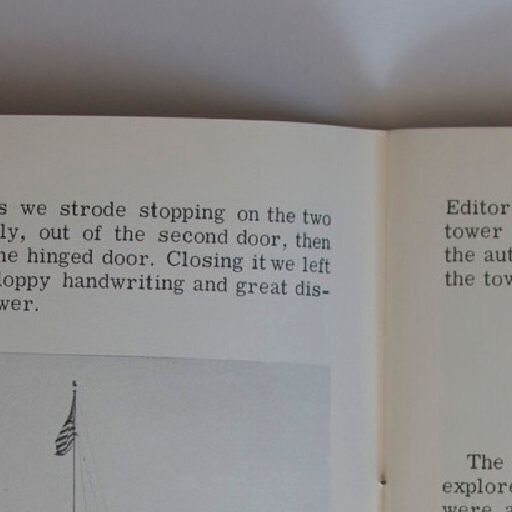 s we strode stopping on the two
ly, out of the second door, then
he hinged door. Closing it we left
loppy handwriting and great dis-
wer.
Editor
tower
the aut
the tow
The
explore
were a